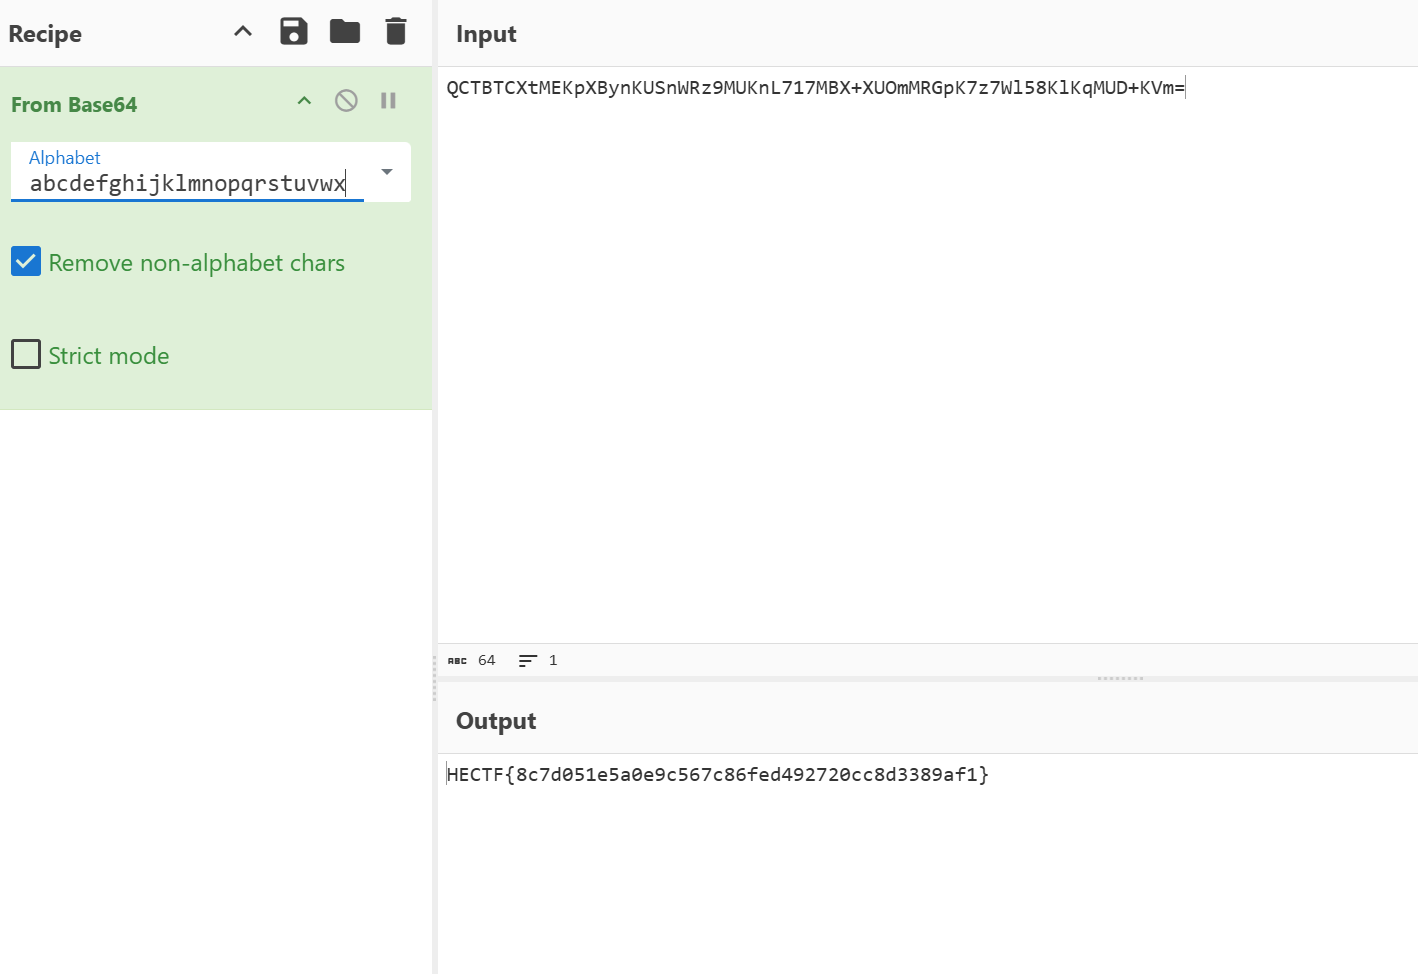 Recipe
From Base64
Alphabet
abcdefghijklmnopqrstuvwx
Remove non-alphabet chars
Strict mode
Input
QCTBTCXtMEKpXBynKUSnWRz9MUKnL717MBX+XUOmMRGpK7z7Wl58KlKqMUD+KVm=
ABC 64 1
Output
HECTF{8c7d051e5a0e9c567c86fed492720cc8d3389af1}